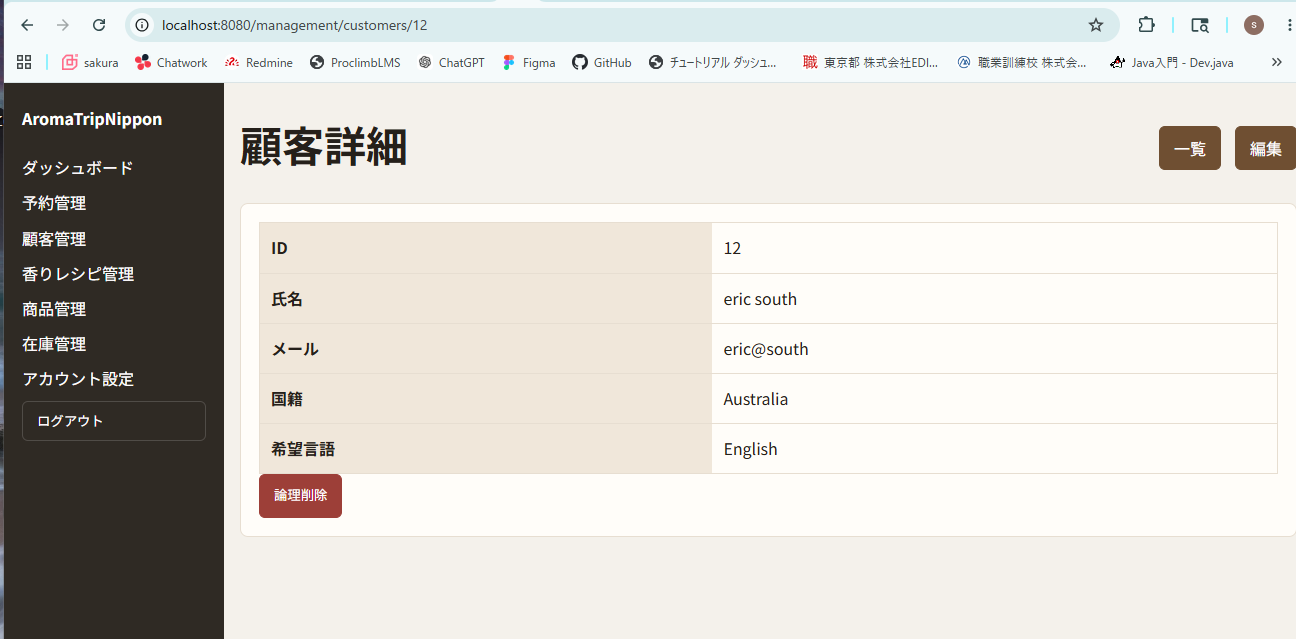 localhost:8080/management/customers/12
S
sakura
Chatwork
Redmine
ProclimbLMS
ChatGPT
Figma
GitHub
チュートリアル ダッシュ...
職 東京都 株式会社EDI...
職業訓練校 株式会...
Java入門 - Dev.java
AromaTripNippon
ダッシュボード
予約管理
顧客管理
香りレシピ管理
商品管理
在庫管理
アカウント設定
ログアウト
顧客詳細
一覧
編集
ID 12
氏名 eric south
メール eric@south
国籍 Australia
希望言語 English
論理削除